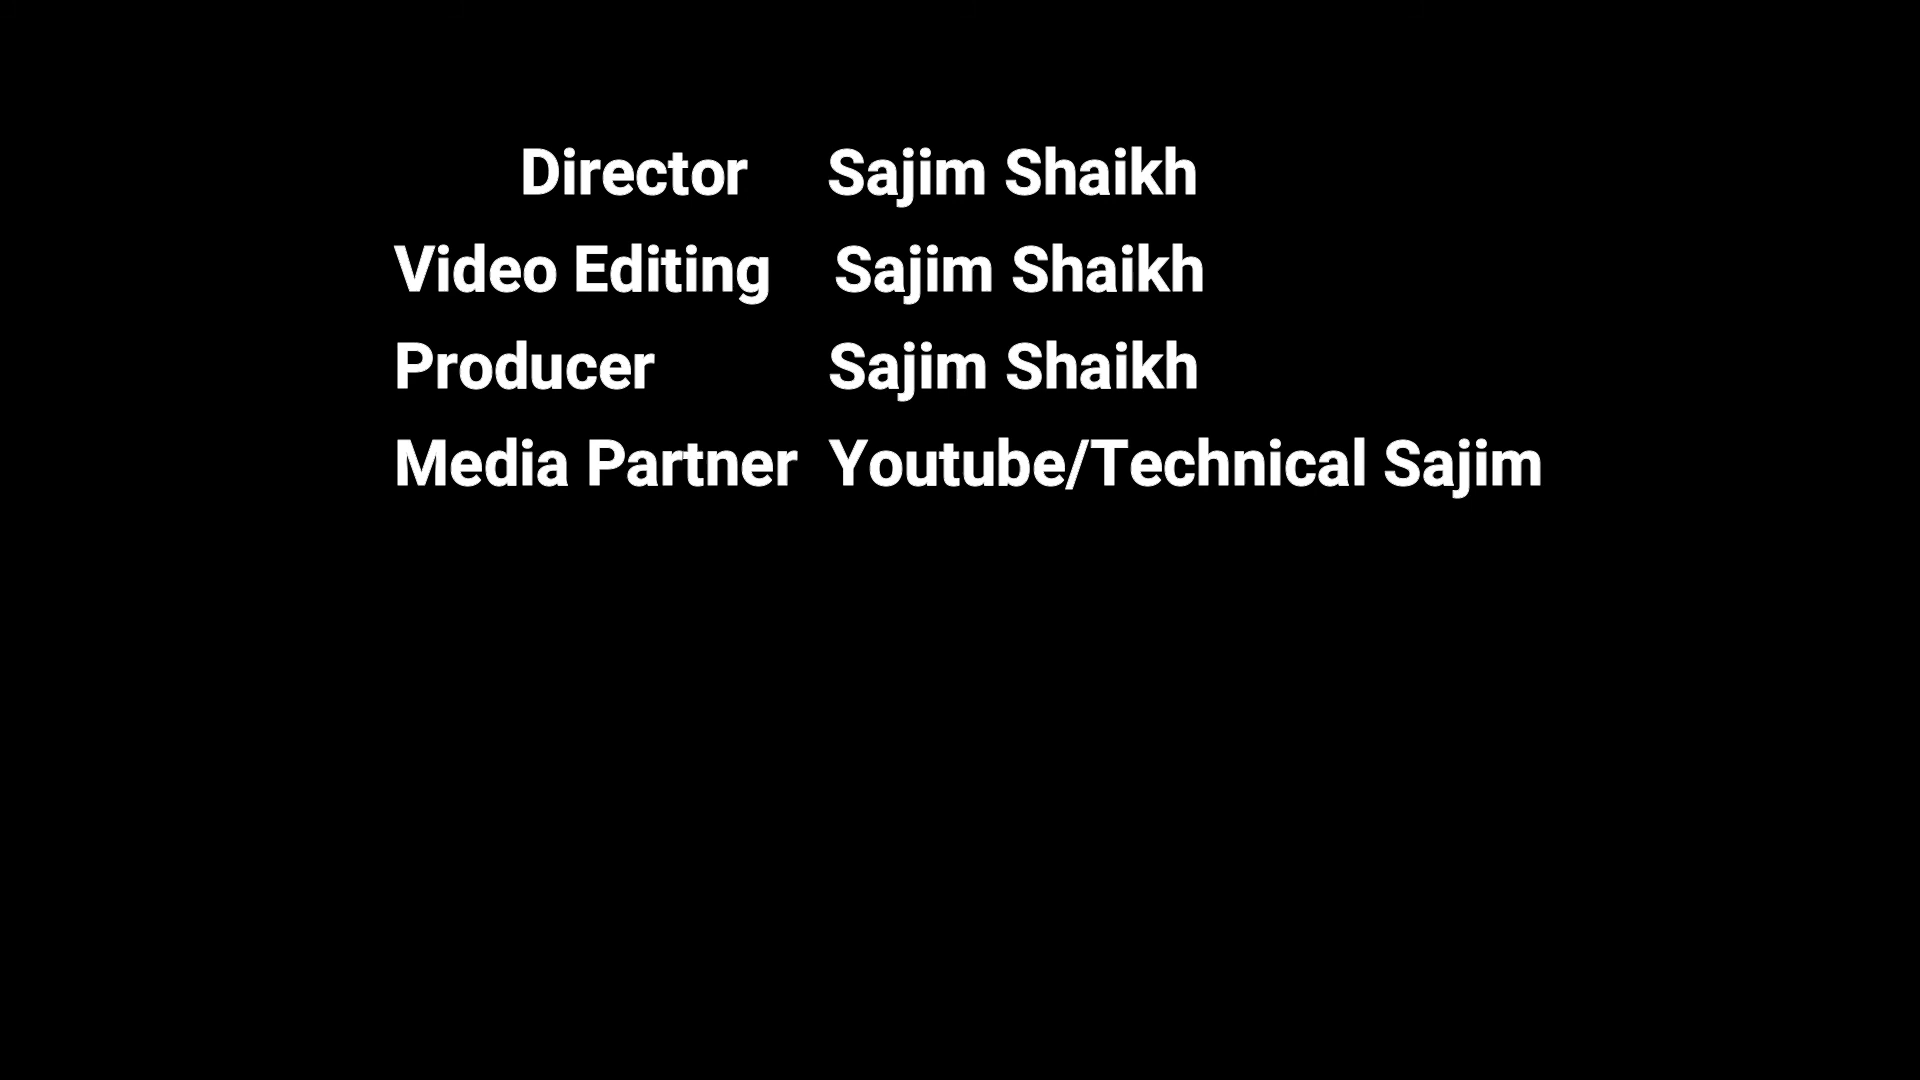 Director Sajim Shaikh
Video Editing Sajim Shaikh
Producer Sajim Shaikh
Media Partner Youtube/Technical Sajim